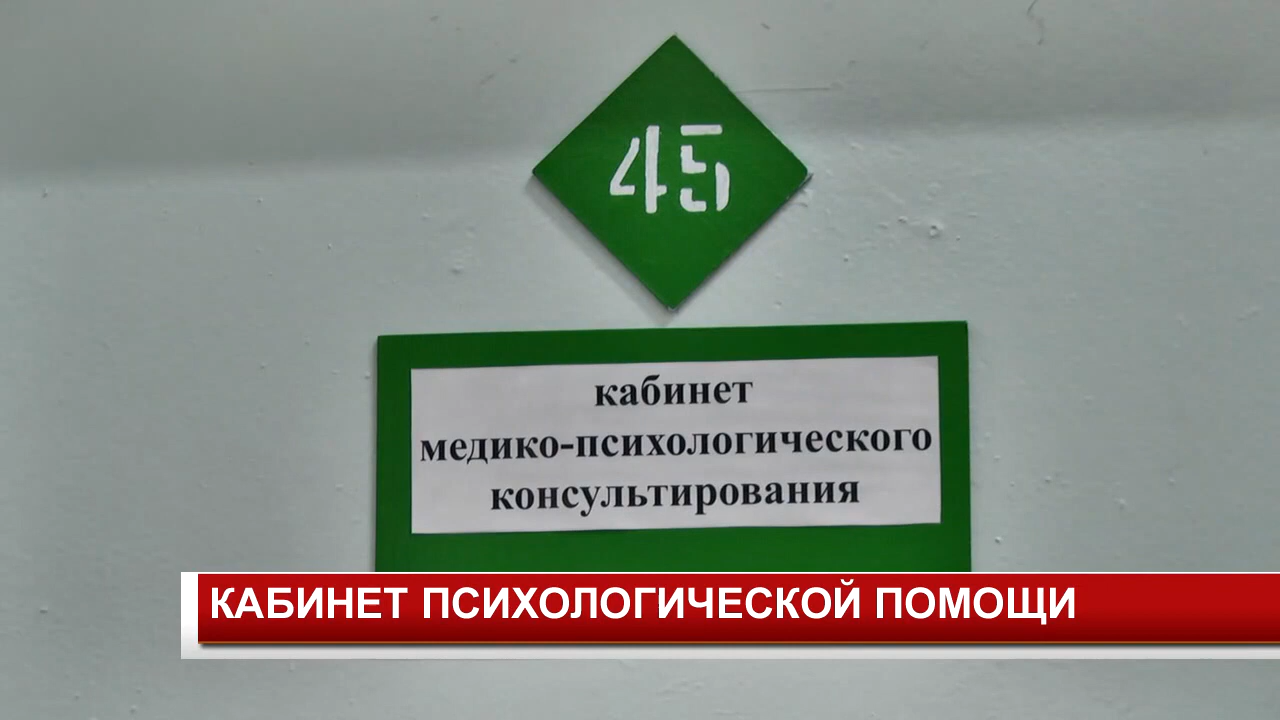 45
кабинет
медико-психологического
консультирования
КАБИНЕТ ПСИХОЛОГИЧЕСКОЙ ПОМОЩИ